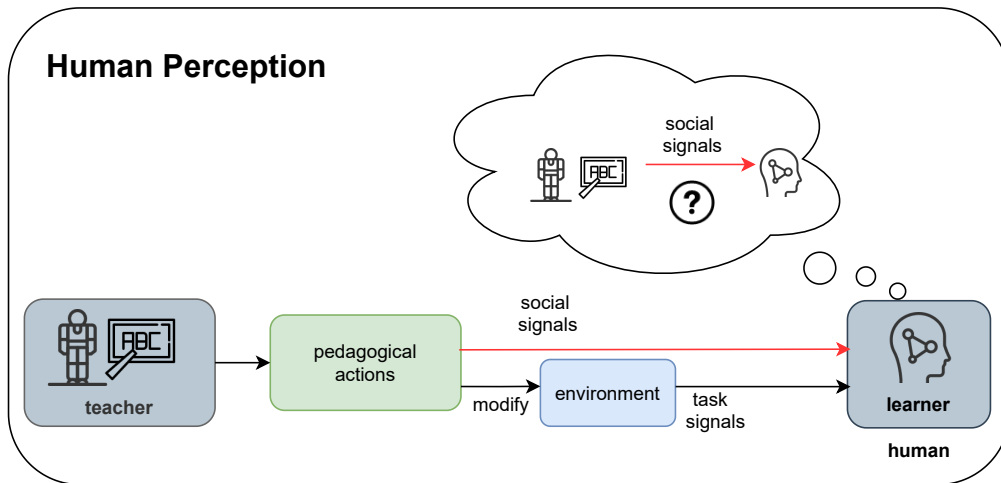 Human Perception
social
signals
ABC
?
social
signals
ABC
teacher
pedagogical
actions
modify
environment
task
signals
learner
human